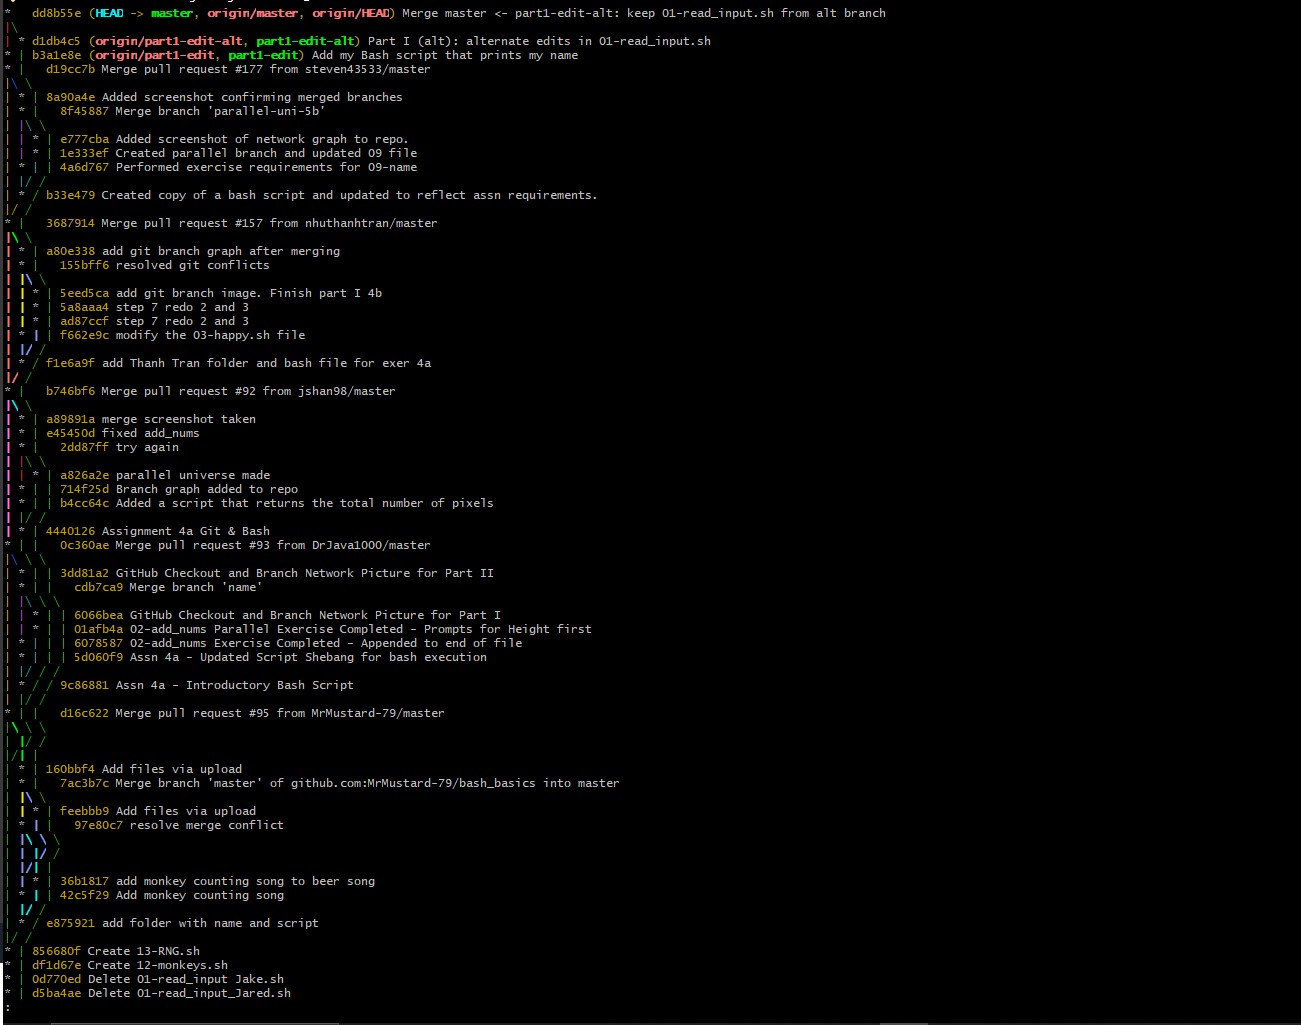 *   dd8b55e (HEAD -> master, origin/master, origin/HEAD) Merge master <- part1-edit-alt: keep 01-read_input.sh from alt branch
|\
| * d1db4c5 (origin/part1-edit-alt, part1-edit-alt) Part I (alt): alternate edits in 01-read_input.sh
* | b3a1e8e (origin/part1-edit, part1-edit) Add my Bash script that prints my name
* |   d19cc7b Merge pull request #177 from steven43533/master
|\ \
| * | 8a90a4e Added screenshot confirming merged branches
| * |   8f45887 Merge branch 'parallel-uni-5b'
| |\ \
| | * | e777cba Added screenshot of network graph to repo.
| | * | 1e333ef Created parallel branch and updated 09 file
| * | | 4a6d767 Performed exercise requirements for 09-name
| |/ /
| * / b33e479 Created copy of a bash script and updated to reflect assn requirements.
|/ /
* |   3687914 Merge pull request #157 from nhuthanhtran/master
|\ \
| * | a80e338 add git branch graph after merging
| * |   155bff6 resolved git conflicts
| |\ \
| | * | 5eed5ca add git branch image. Finish part I 4b
| | * | 5a8aaa4 step 7 redo 2 and 3
| | * | ad87ccf step 7 redo 2 and 3
| * | | f662e9c modify the 03-happy.sh file
| |/ /
| * / f1e6a9f add Thanh Tran folder and bash file for exer 4a
|/ /
* |   b746bf6 Merge pull request #92 from jshan98/master
|\ \
| * | a89891a merge screenshot taken
| * | e45450d fixed add_nums
| * |   2dd87ff try again
| |\ \
| | * | a826a2e parallel universe made
| * | | 714f25d Branch graph added to repo
| * | | b4cc64c Added a script that returns the total number of pixels
| |/ /
| * | 4440126 Assignment 4a Git & Bash
* | |   0c360ae Merge pull request #93 from DrJava1000/master
|\ \ \
| * | | 3dd81a2 GitHub Checkout and Branch Network Picture for Part II
| * | |   cdb7ca9 Merge branch 'name'
| |\ \ \
| | * | | 6066bea GitHub Checkout and Branch Network Picture for Part I
| | * | | 01afb4a 02-add_nums Parallel Exercise Completed - Prompts for Height first
| * | | | 6078587 02-add_nums Exercise Completed - Appended to end of file
| * | | | 5d060f9 Assn 4a - Updated Script Shebang for bash execution
| |/ / /
| * / / 9c86881 Assn 4a - Introductory Bash Script
| |/ /
* | |   d16c622 Merge pull request #95 from MrMustard-79/master
|\ \ \
| |/ /
|/| |
| * | 160bbf4 Add files via upload
| * |   7ac3b7c Merge branch 'master' of github.com:MrMustard-79/bash_basics into master
| |\ \
| | * | feebbb9 Add files via upload
| * | |   97e80c7 resolve merge conflict
| |\ \ \
| | |/ /
| |/| |
| | * | 36b1817 add monkey counting song to beer song
| * | | 42c5f29 Add monkey counting song
| |/ /
| * / e875921 add folder with name and script
|/ /
* | 856680f Create 13-RNG.sh
* | df1d67e Create 12-monkeys.sh
* | 0d770ed Delete 01-read_input Jake.sh
* | d5ba4ae Delete 01-read_input_Jared.sh
: